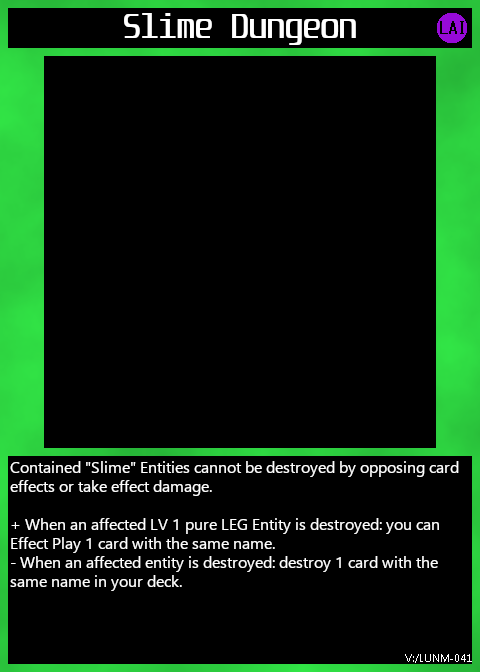 Slime Dungeon
LAI
Contained "Slime" Entities cannot be destroyed by opposing card
effects or take effect damage.
+ When an affected LV 1 pure LEG Entity is destroyed: you can
Effect Play 1 card with the same name.
- When an affected entity is destroyed: destroy 1 card with the
same name in your deck.
V:/LUNM-041